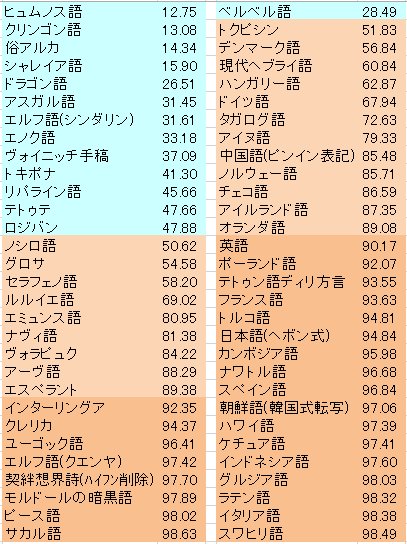 ヒュムノス語 12.75 ベルベル語 28.49
クリンゴン語 13.08 トクピシン 51.83
俗アルカ 14.34 デンマーク語 56.84
シャレイア語 15.90 現代ヘブライ語 60.84
ドラゴン語 26.51 ハンガリー語 62.87
アスガル語 31.45 ドイツ語 67.94
エルフ語(シンダリン) 31.61 タガログ語 72.63
エノク語 33.18 アイヌ語 79.33
ヴォイニッチ手稿 37.09 中国語(ピンイン表記) 85.48
トキポナ 41.30 ノルウェー語 85.71
リパライン語 45.66 チェコ語 86.59
テトゥテ 47.66 アイルランド語 87.35
ロジバン 47.88 オランダ語 89.08
ノシロ語 50.62 英語 90.17
グロサ 54.58 ポーランド語 92.07
セラフェノ語 58.20 テトゥン語ディリ方言 93.55
ルルイエ語 69.02 フランス語 93.63
エミュンス語 80.95 トルコ語 94.81
ナヴィ語 81.38 日本語(ヘボン式) 94.84
ヴォラピュク 84.22 カンボジア語 95.98
アーヴ語 88.29 ナワトル語 96.68
エスペラント 89.38 スペイン語 96.84
インターリングア 92.35 朝鮮語(韓国式転写) 97.06
クレリカ 94.37 ハワイ語 97.39
ユーゴック語 96.41 ケチュア語 97.41
エルフ語(クエンヤ) 97.42 インドネシア語 97.60
契絆想界詩(ﾊｲﾌﾝ削除) 97.70 グルジア語 98.03
モルドールの暗黒語 97.89 ラテン語 98.32
ピース語 98.02 イタリア語 98.38
サカル語 98.63 スワヒリ語 98.49